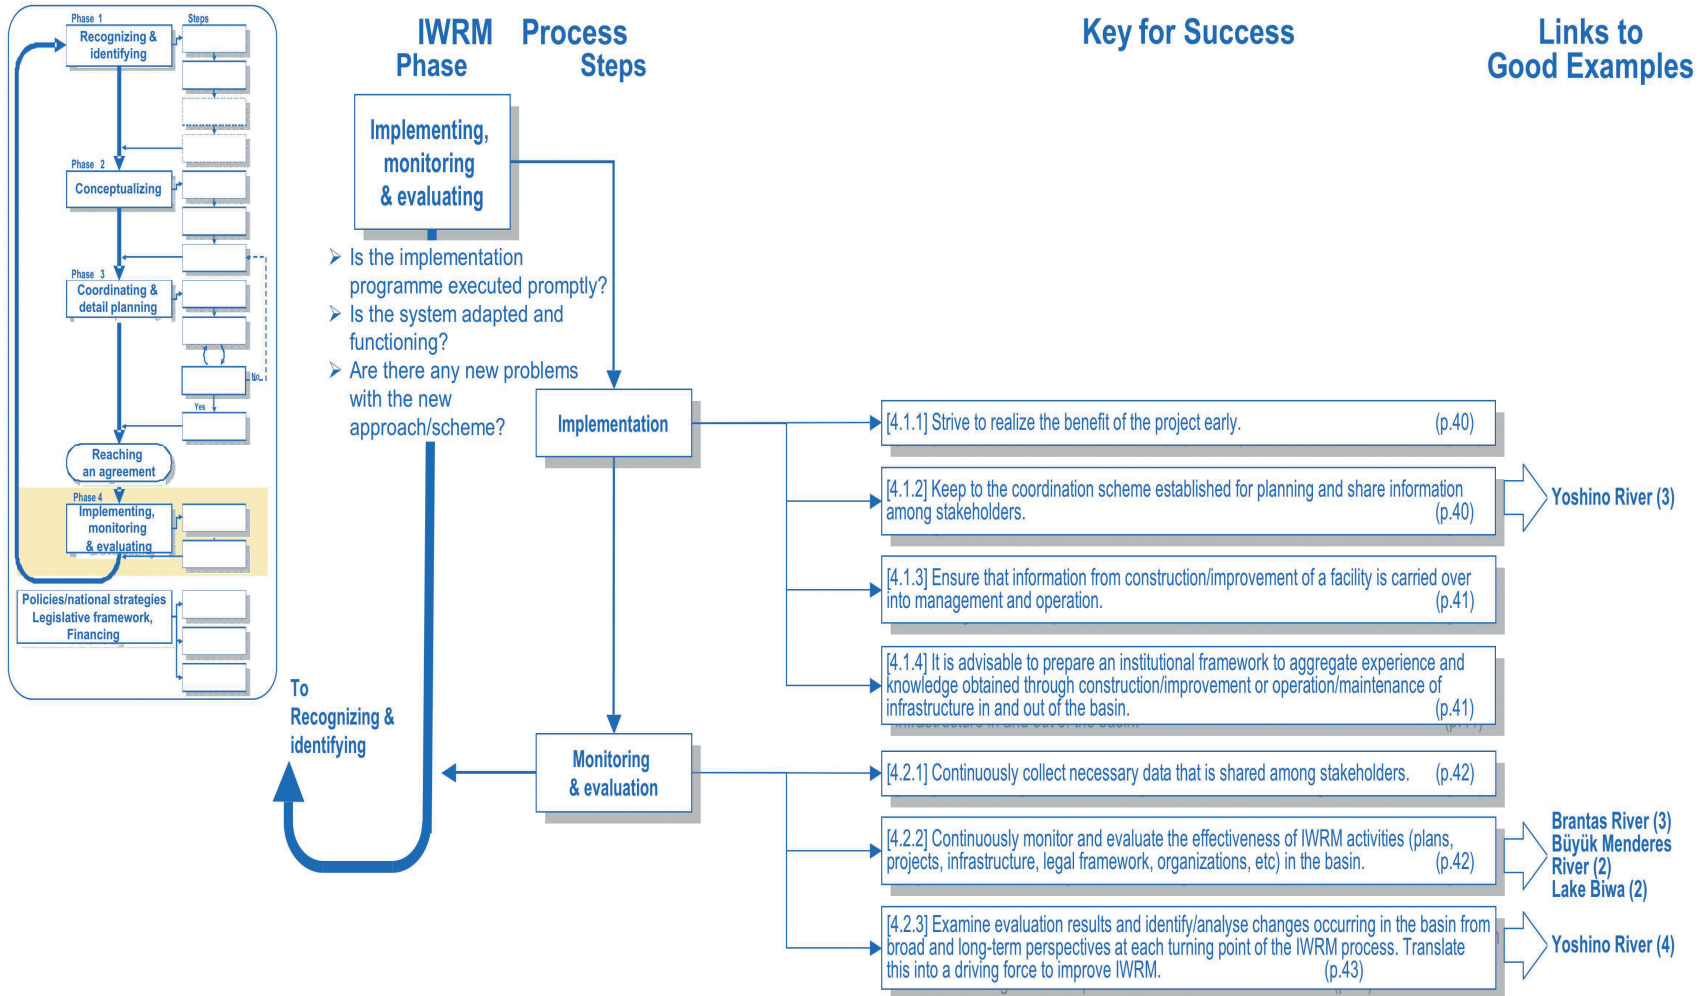 Phase 1
Steps
Recognizing &
identifying
Phase 2
Conceptualizing
Phase 3
Coordinating &
detail planning
No
Yes
Reaching
an agreement
Phase 4
Implementing,
monitoring
& evaluating
Policies/national strategies
Legislative framework,
Financing
IWRM Process
Phase Steps
Key for Success
Links to
Good Examples
Implementing,
monitoring
& evaluating
➢ Is the implementation
programme executed promptly?
➢ Is the system adapted and
functioning?
➢ Are there any new problems
with the new
approach/scheme?
To
Recognizing &
identifying
Implementation
[4.1.1] Strive to realize the benefit of the project early. (p.40)
[4.1.2] Keep to the coordination scheme established for planning and share information
among stakeholders. (p.40)
Yoshino River (3)
[4.1.3] Ensure that information from construction/improvement of a facility is carried over
into management and operation. (p.41)
[4.1.4] It is advisable to prepare an institutional framework to aggregate experience and
knowledge obtained through construction/improvement or operation/maintenance of
infrastructure in and out of the basin. (p.41)
Monitoring
& evaluation
[4.2.1] Continuously collect necessary data that is shared among stakeholders. (p.42)
[4.2.2] Continuously monitor and evaluate the effectiveness of IWRM activities (plans,
projects, infrastructure, legal framework, organizations, etc) in the basin. (p.42)
Brantas River (3)
Büyük Menderes
River (2)
Lake Biwa (2)
[4.2.3] Examine evaluation results and identify/analyse changes occurring in the basin from
broad and long-term perspectives at each turning point of the IWRM process. Translate
this into a driving force to improve IWRM. (p.43)
Yoshino River (4)